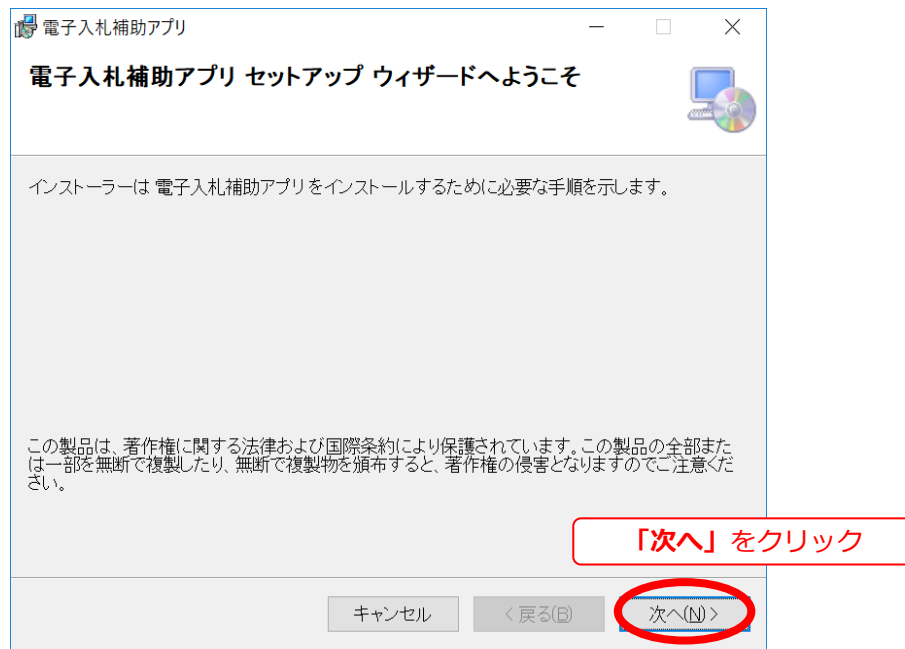 電子入札補助アプリ
電子入札補助アプリ セットアップ ウィザードへようこそ
インストーラーは 電子入札補助アプリをインストールするために必要な手順を示します。
この製品は、著作権に関する法律および国際条約により保護されています。この製品の全部また
は一部を無断で複製したり、無断で複製物を頒布すると、著作権の侵害となりますのでご注意くだ
さい。
「次へ」をクリック
キャンセル
< 戻る(B)
次へ(N) >